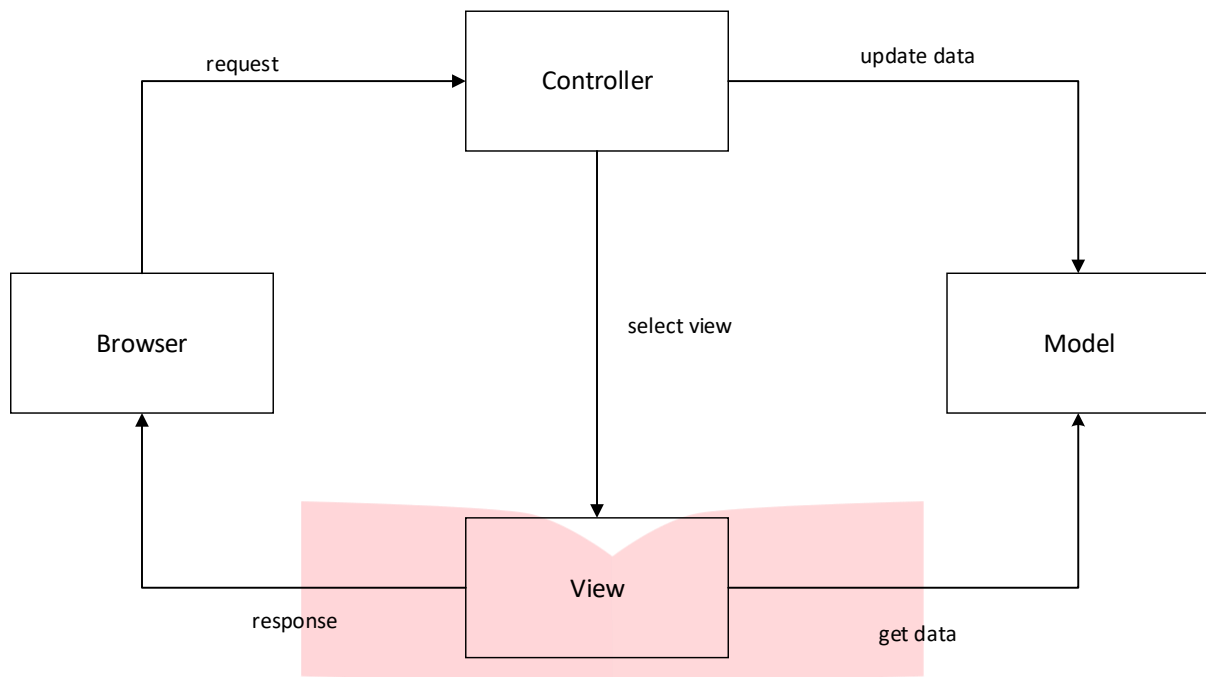 request
Controller
update data
Browser
select view
Model
View
response
get data